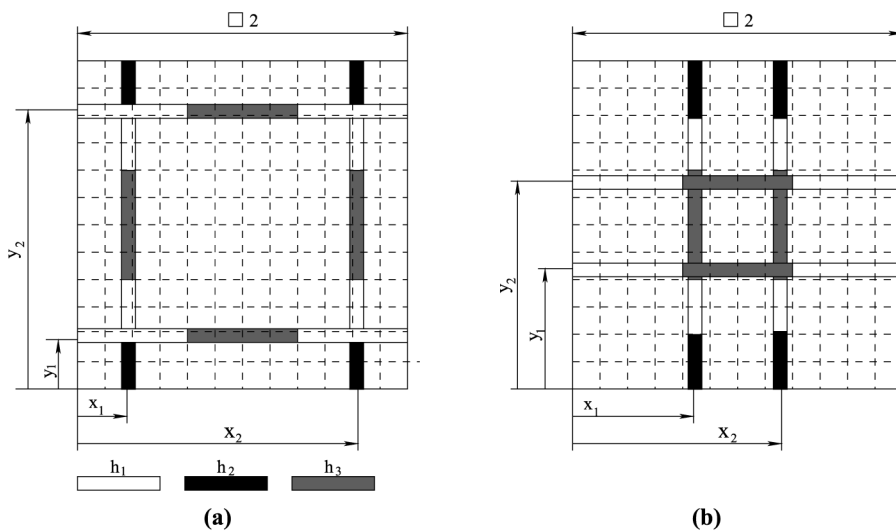 □ 2
□ 2
y₂
y₁
x₁
x₂
y₂
y₁
x₁
x₂
h₁ h₂ h₃
(a) (b)